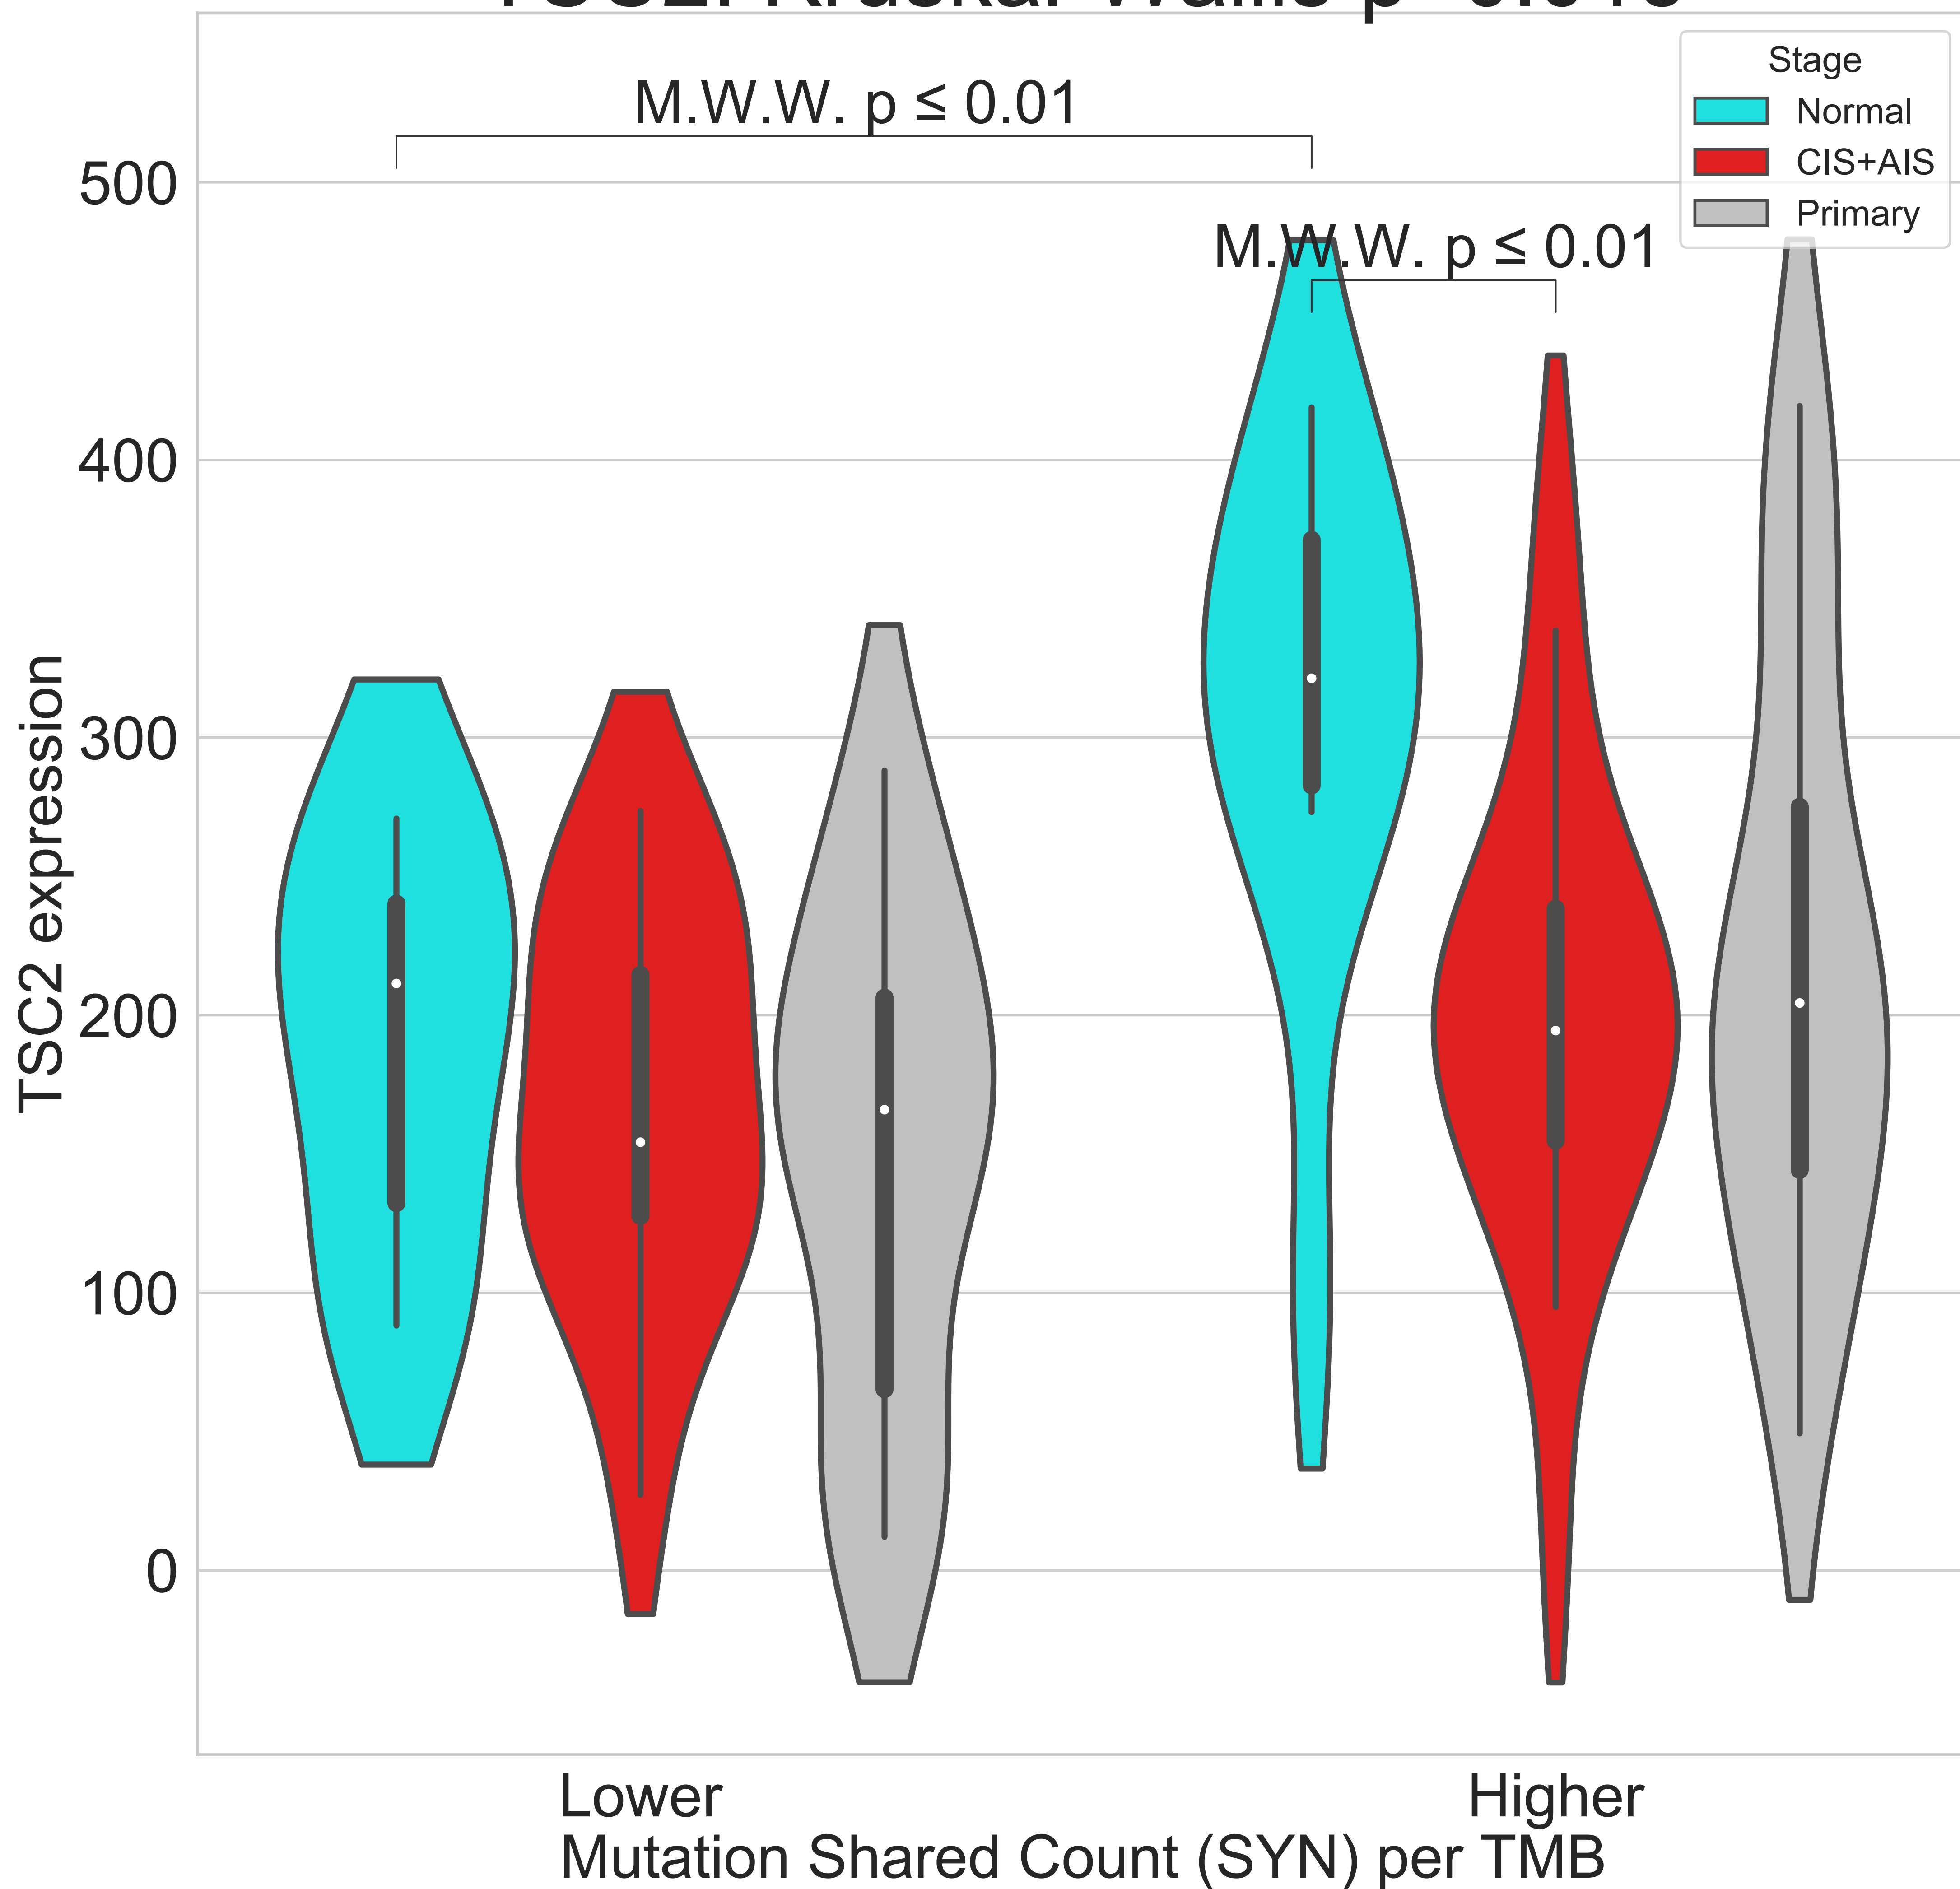 M.W.W. p ≤ 0.01
Stage
Normal
CIS+AIS
Primary
M.W.W. p ≤ 0.01
500
400
300
200
100
0
TSC2 expression
Lower
Higher
Mutation Shared Count (SYN) per TMB